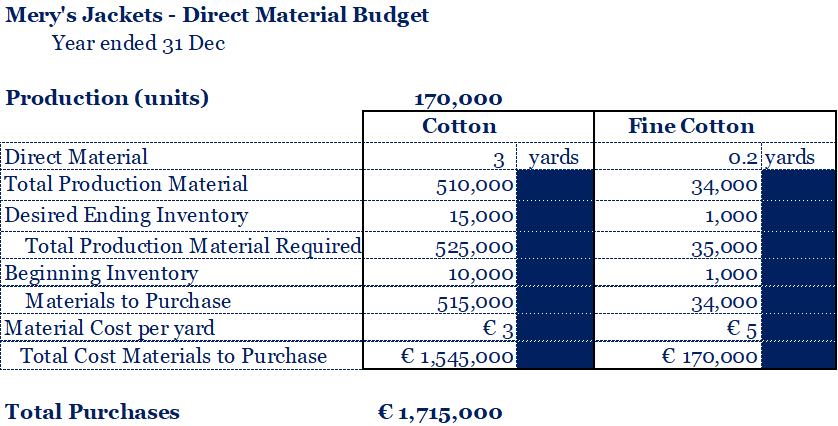 Mery's Jackets - Direct Material Budget
Year ended 31 Dec
Production (units) 170,000
Cotton Fine Cotton
Direct Material 3 yards 0.2 yards
Total Production Material 510,000 34,000
Desired Ending Inventory 15,000 1,000
Total Production Material Required 525,000 35,000
Beginning Inventory 10,000 1,000
Materials to Purchase 515,000 34,000
Material Cost per yard € 3 € 5
Total Cost Materials to Purchase € 1,545,000 € 170,000
Total Purchases € 1,715,000